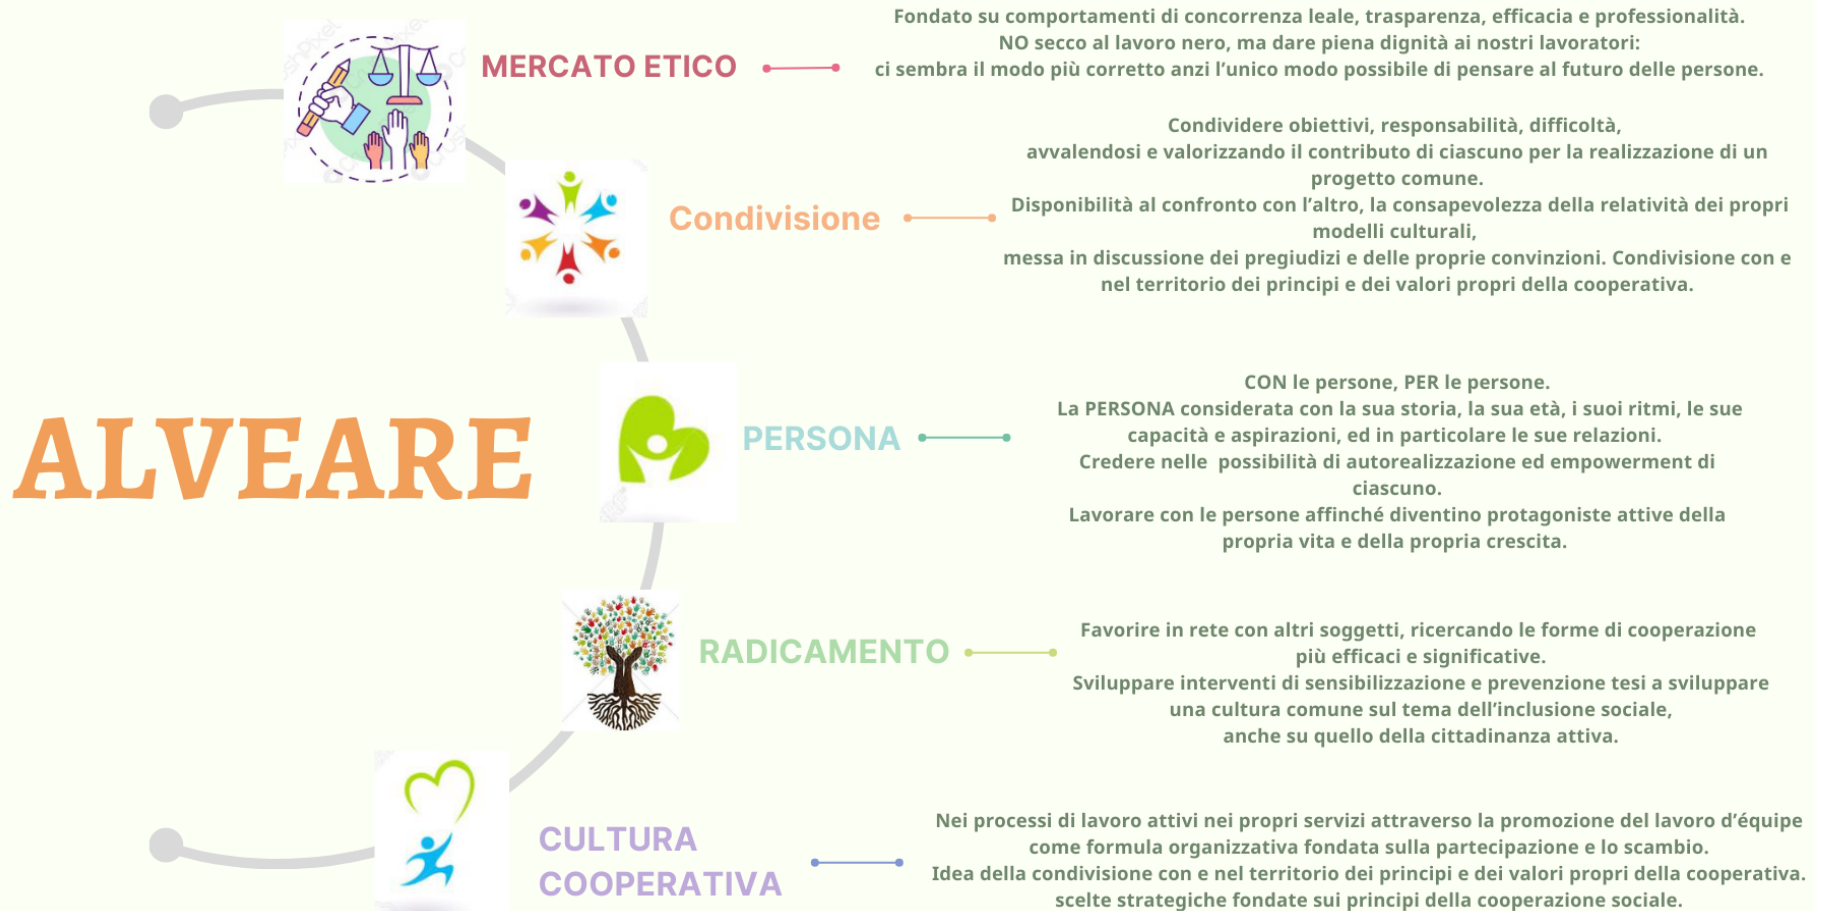 Fondato su comportamenti di concorrenza leale, trasparenza, efficacia e professionalità.
NO secco al lavoro nero, ma dare piena dignità ai nostri lavoratori:
ci sembra il modo più corretto anzi l’unico modo possibile di pensare al futuro delle persone.
MERCATO ETICO
Condividere obiettivi, responsabilità, difficoltà,
avvalendosi e valorizzando il contributo di ciascuno per la realizzazione di un
progetto comune.
Disponibilità al confronto con l’altro, la consapevolezza della relatività dei propri
modelli culturali,
messa in discussione dei pregiudizi e delle proprie convinzioni. Condivisione con e
nel territorio dei principi e dei valori propri della cooperativa.
Condivisione
ALVEARE
CON le persone, PER le persone.
La PERSONA considerata con la sua storia, la sua età, i suoi ritmi, le sue
capacità e aspirazioni, ed in particolare le sue relazioni.
Credere nelle  possibilità di autorealizzazione ed empowerment di
ciascuno.
Lavorare con le persone affinché diventino protagoniste attive della
propria vita e della propria crescita.
PERSONA
Favorire in rete con altri soggetti, ricercando le forme di cooperazione
più efficaci e significative.
Sviluppare interventi di sensibilizzazione e prevenzione tesi a sviluppare
una cultura comune sul tema dell’inclusione sociale,
anche su quello della cittadinanza attiva.
RADICAMENTO
Nei processi di lavoro attivi nei propri servizi attraverso la promozione del lavoro d’équipe
come formula organizzativa fondata sulla partecipazione e lo scambio.
Idea della condivisione con e nel territorio dei principi e dei valori propri della cooperativa.
scelte strategiche fondate sui principi della cooperazione sociale.
CULTURA
COOPERATIVA